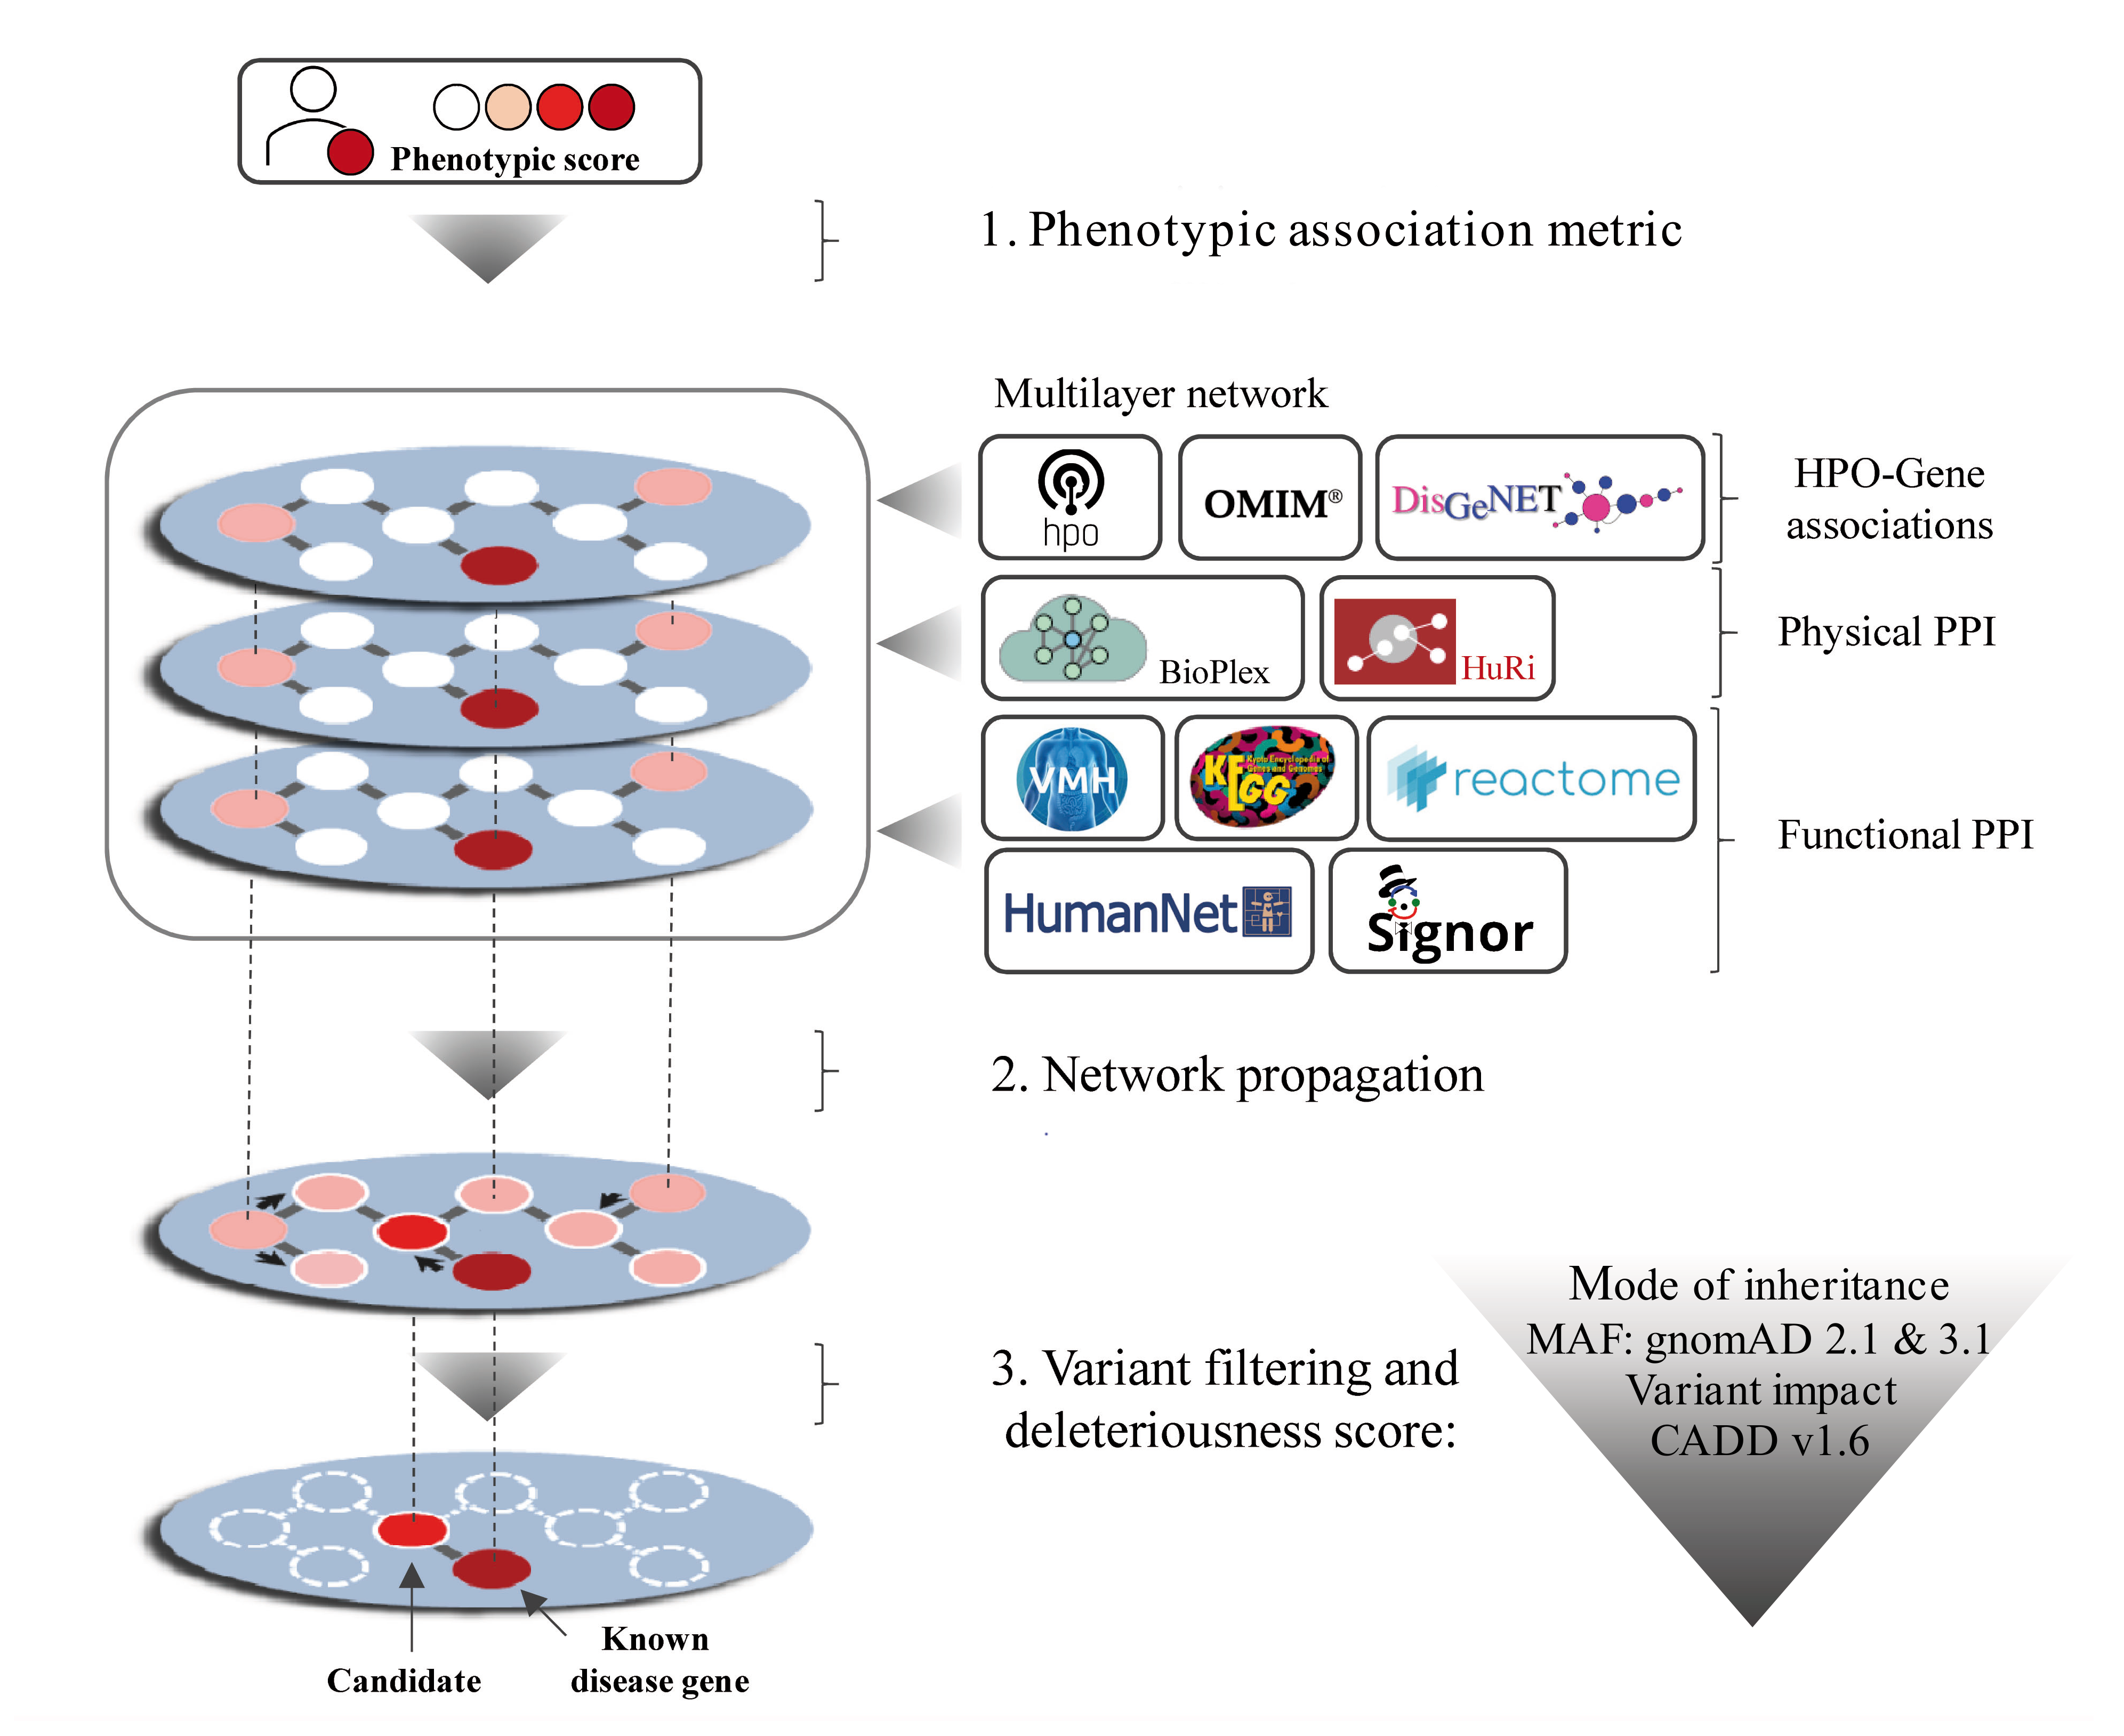 Phenotypic score
1. Phenotypic association metric
Multilayer network
hpo
OMIM®
DisGeNET
HPO-Gene
associations
BioPlex
HuRi
Physical PPI
VMH
KEGG
Kyoto Encyclopedia of
Genes and Genomes
reactome
Functional PPI
HumanNet
Signor
2. Network propagation
3. Variant filtering and
deleteriousness score:
Mode of inheritance
MAF: gnomAD 2.1 & 3.1
Variant impact
CADD v1.6
Candidate
Known
disease gene